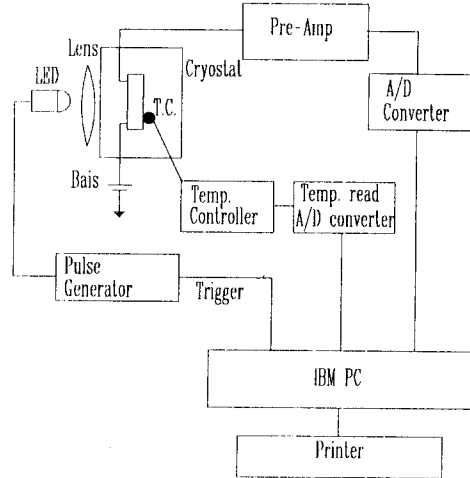 Pre-Amp
Lens
LED
Cryostat
A/D
Converter
T.C.
Bais
Temp.
Controller
Temp. read
A/D converter
Pulse
Generator
Trigger
IBM PC
Printer